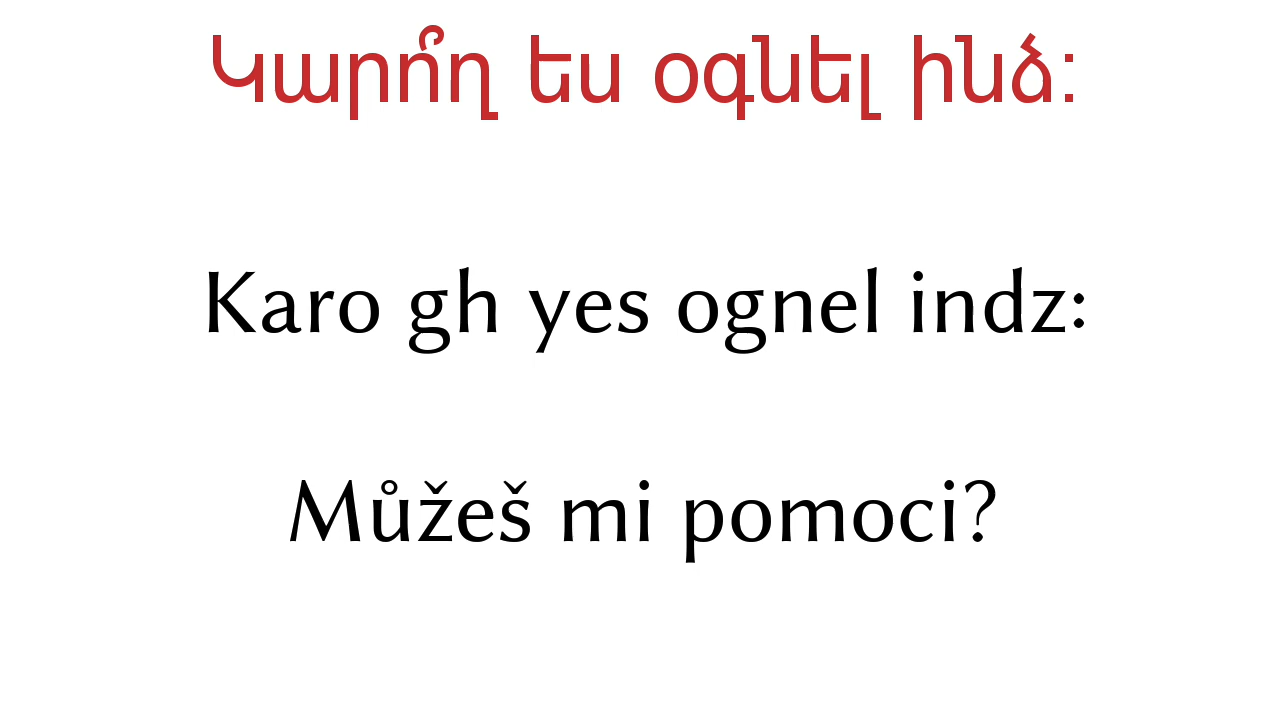 Կարո՞ղ ես օգնել ինձ։
Karo gh yes ognel indz:
Můžeš mi pomoci?